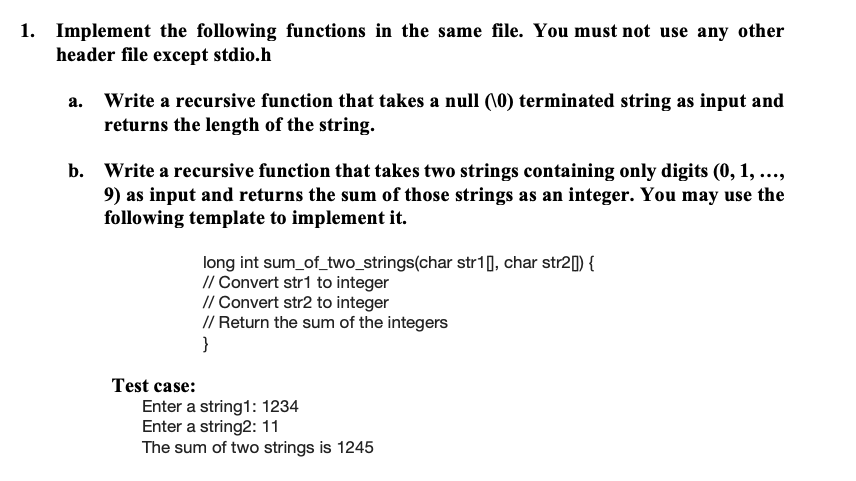 1. Implement the following functions in the same file. You must not use any other
header file except stdio.h
a. Write a recursive function that takes a null (\0) terminated string as input and
returns the length of the string.
b. Write a recursive function that takes two strings containing only digits (0, 1, …,
9) as input and returns the sum of those strings as an integer. You may use the
following template to implement it.
long int sum_of_two_strings(char str1[], char str2[]) {
// Convert str1 to integer
// Convert str2 to integer
// Return the sum of the integers
}
Test case:
Enter a string1: 1234
Enter a string2: 11
The sum of two strings is 1245